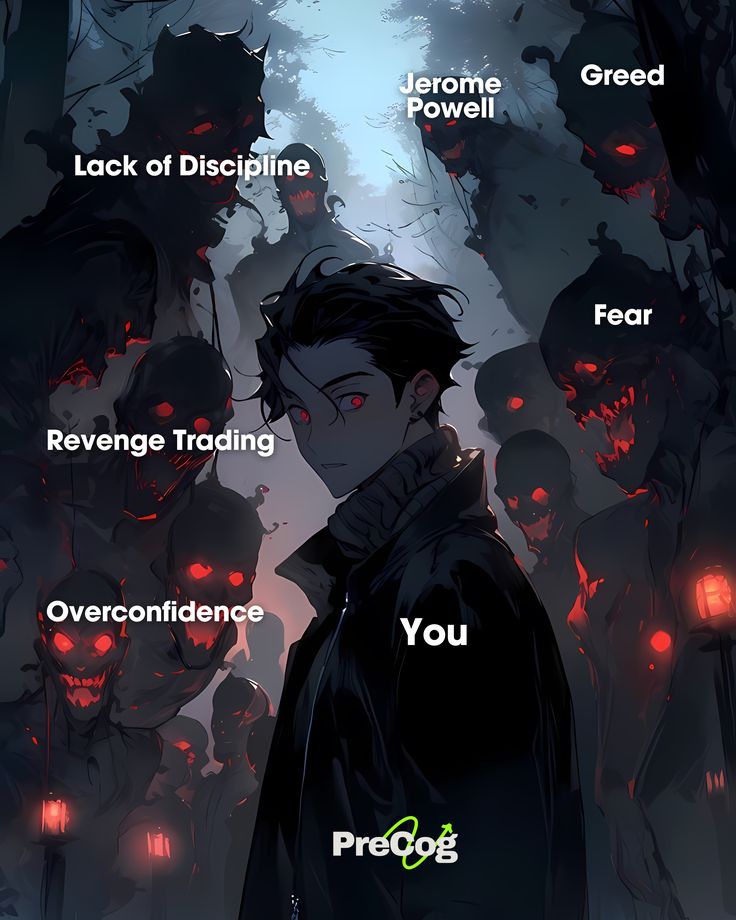 Jerome
Powell
Greed
Lack of Discipline
Fear
Revenge Trading
Overconfidence
You
PreCog